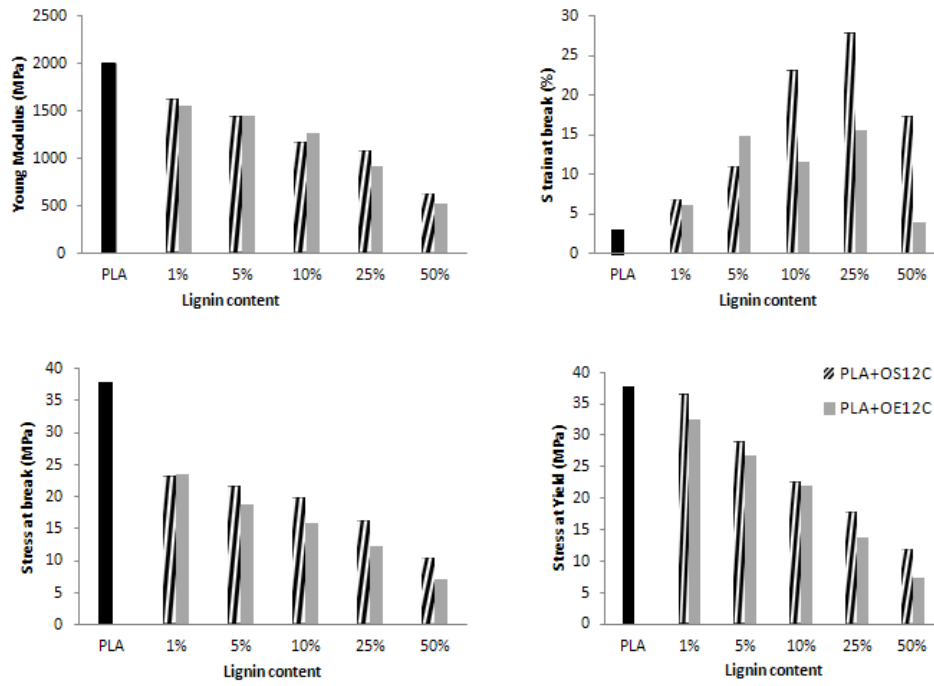 Young Modulus (MPa)
2500
2000
1500
1000
500
0
PLA 1% 5% 10% 25% 50%
Lignin content
S train at break (%)
30
25
20
15
10
5
0
PLA 1% 5% 10% 25% 50%
Lignin content
Stress at break (MPa)
40
35
30
25
20
15
10
5
0
PLA 1% 5% 10% 25% 50%
Lignin content
Stress at Yield (MPa)
40
35
30
25
20
15
10
5
0
PLA 1% 5% 10% 25% 50%
Lignin content
PLA+OS12C
PLA+OE12C